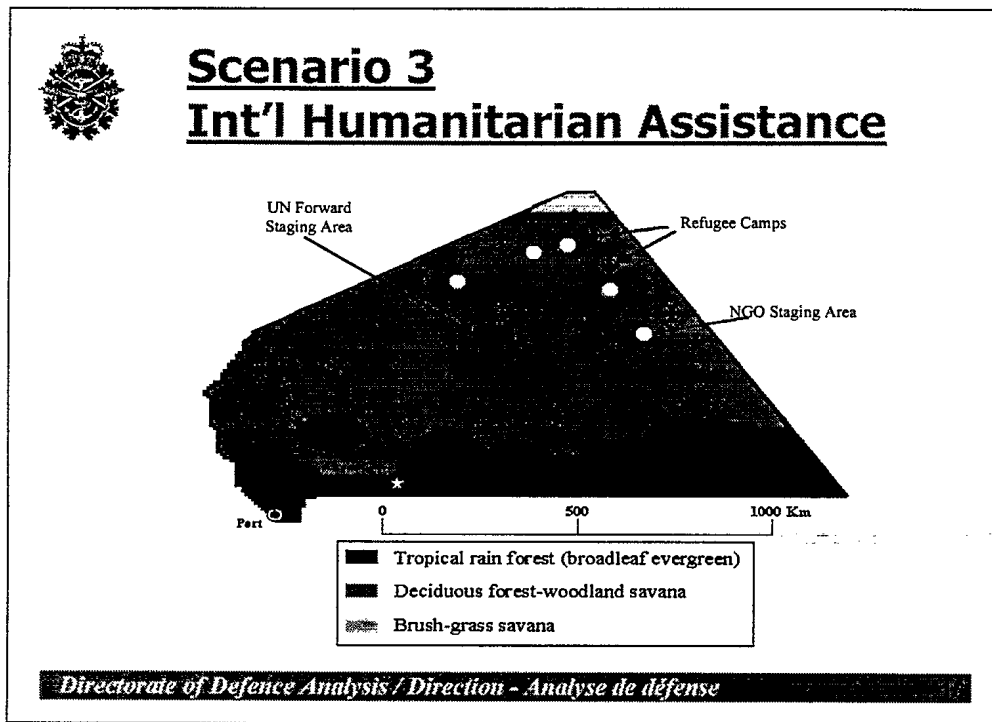 Scenario 3
Int'l Humanitarian Assistance
UN Forward
Staging Area
Refugee Camps
NGO Staging Area
Port
0
500
1000 Km
Tropical rain forest (broadleaf evergreen)
Deciduous forest-woodland savana
Brush-grass savana
Directorate of Defence Analysis / Direction - Analyse de défense